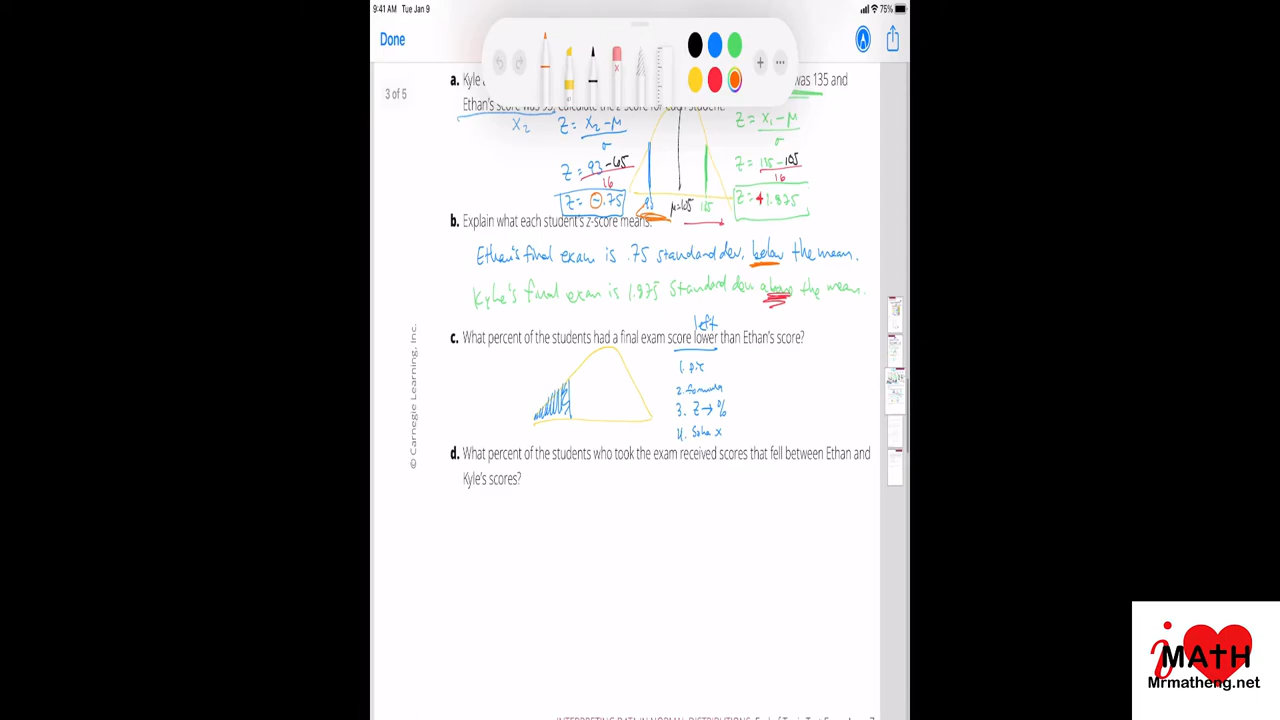 9:41 AM Tue Jan 9
75%
Done
3 of 5
a. Kyle
was 135 and
Ethan's score was 93, calculate the z-score for each student.
X₂ Z = X₂ - μ
σ
Z = X₁ - μ
σ
Z = 93 - 105
16
Z = 135 - 105
16
Z = -.75
93 μ=105 135
Z = +1.875
b. Explain what each student's z-score means.
Ethan's final exam is .75 standard dev. below the mean.
Kyle's final exam is 1.875 standard dev above the mean.
left
c. What percent of the students had a final exam score lower than Ethan's score?
1. pic
2. formula
3. Z → %
4. Solve x
d. What percent of the students who took the exam received scores that fell between Ethan and
Kyle's scores?
© Carnegie Learning, Inc.
i MATH
Mrmatheng.net